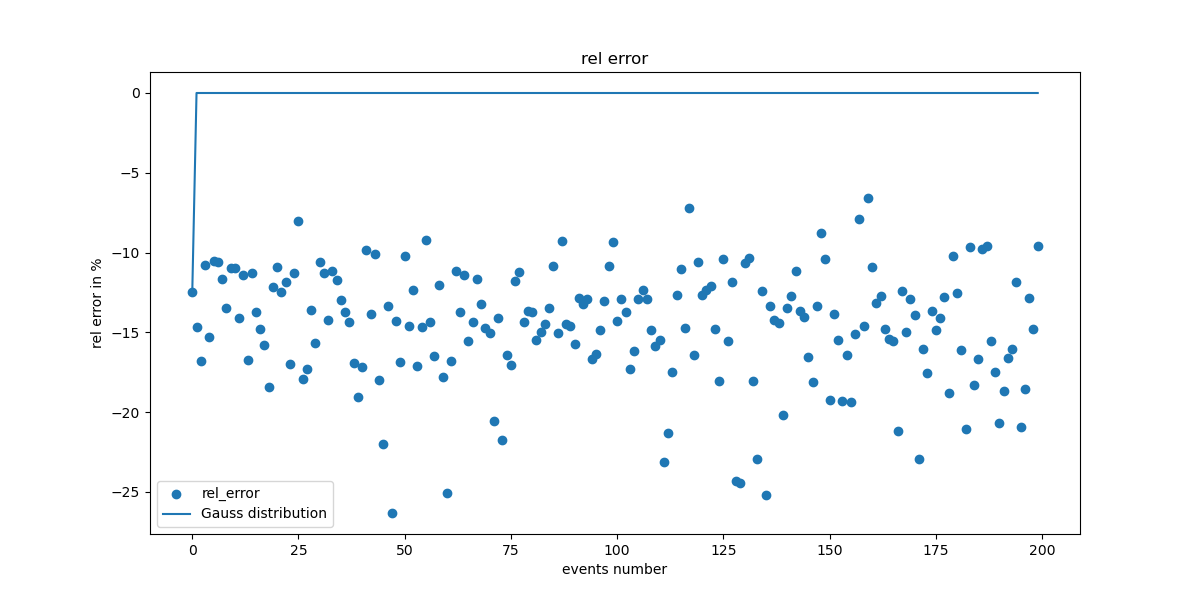 rel error
0
−5
−10
−15
−20
−25
rel error in %
rel_error
Gauss distribution
0 25 50 75 100 125 150 175 200
events number